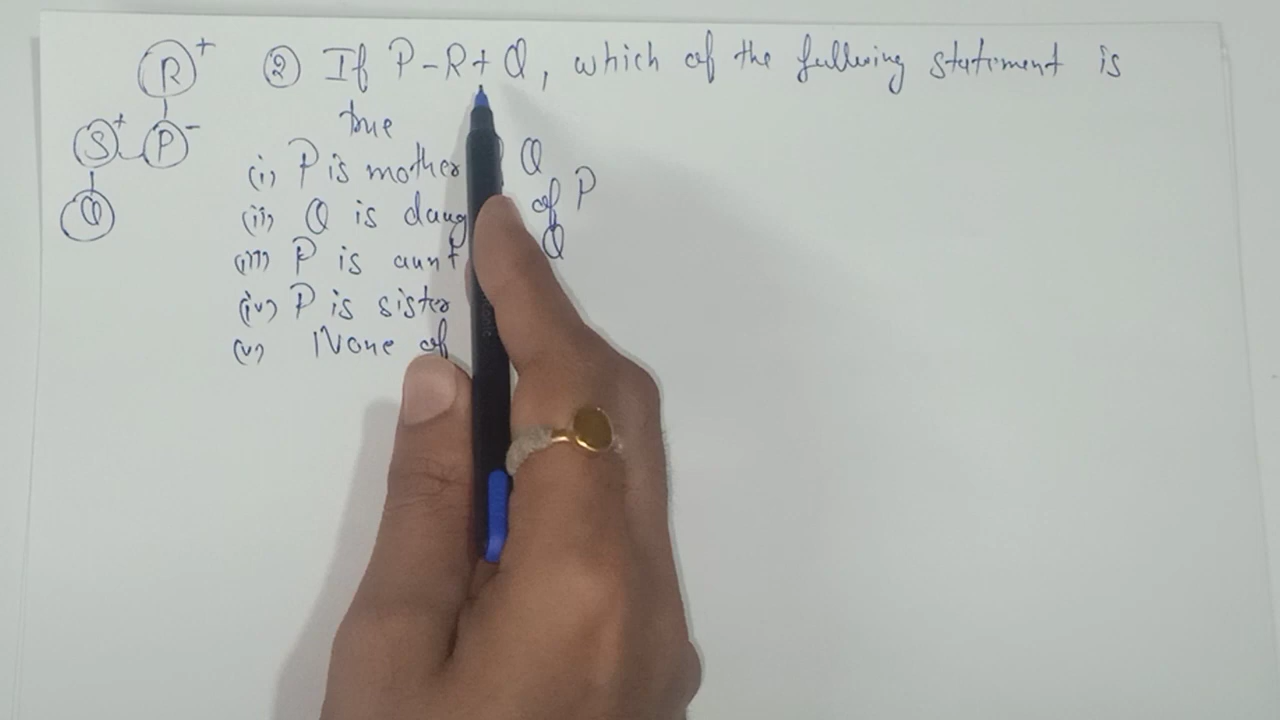 R +
② If P-R+Q, which of the fullwing statement is
true
S + P -
(i) P is mother Q
(ii) Q is daug of P
Q
(iii) P is aunt Q
(iv) P is sister
(v) None of